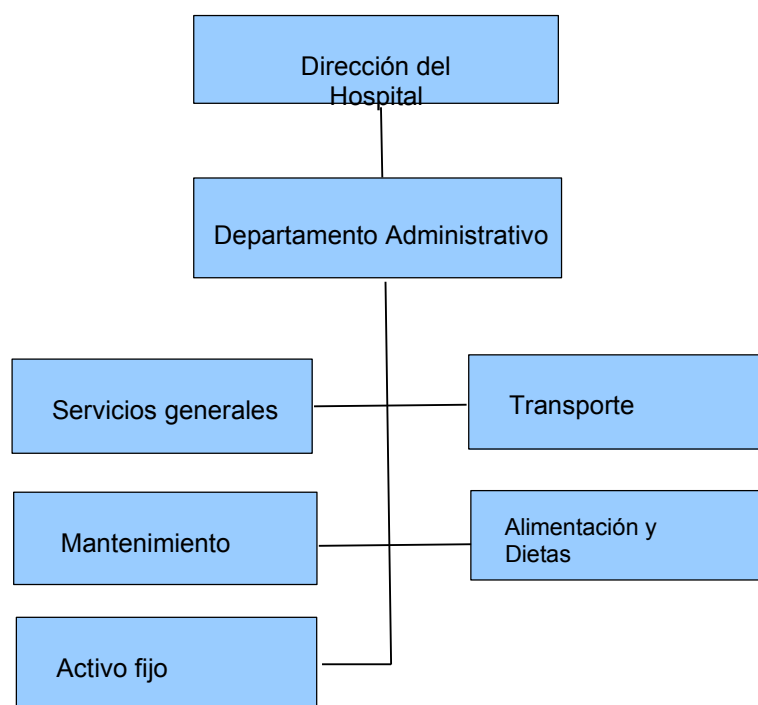 Dirección del
Hospital
Departamento Administrativo
Servicios generales
Transporte
Mantenimiento
Alimentación y
Dietas
Activo fijo